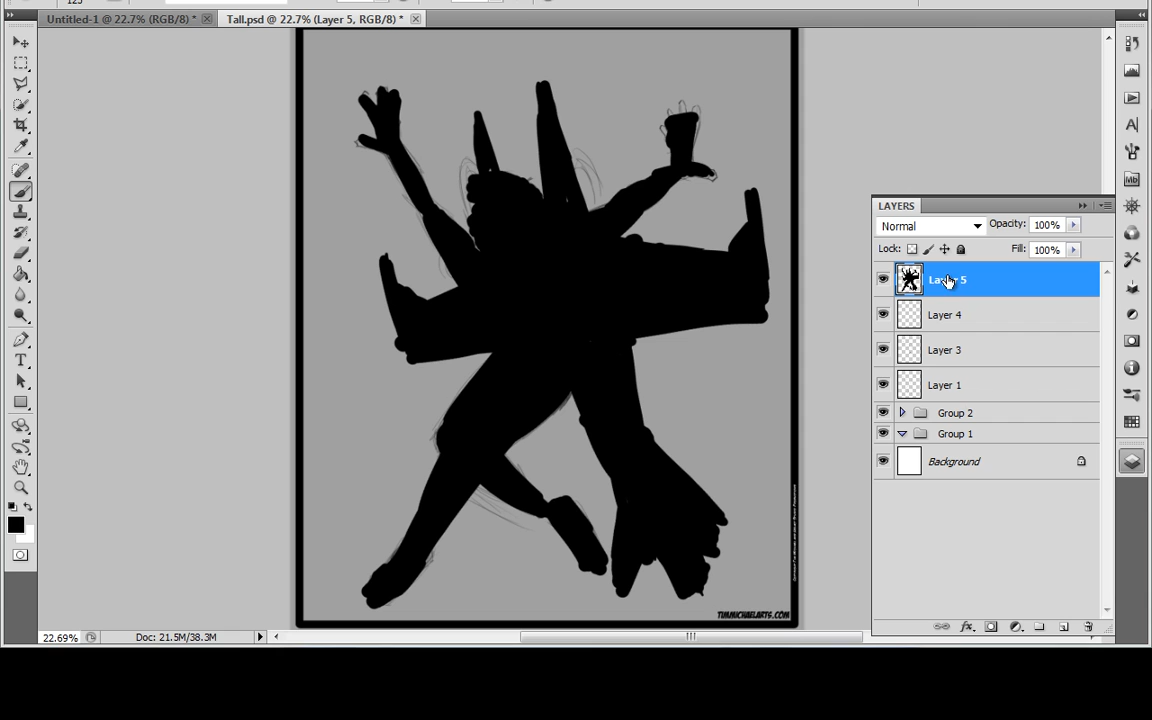 Untitled-1 @ 22.7% (RGB/8) *
Tall.psd @ 22.7% (Layer 5, RGB/8) *
LAYERS
Normal
Opacity: 100%
Lock:
Fill: 100%
Layer 5
Layer 4
Layer 3
Layer 1
Group 2
Group 1
Background
TIMMICHAELARTS.COM
22.69%
Doc: 21.5M/38.3M